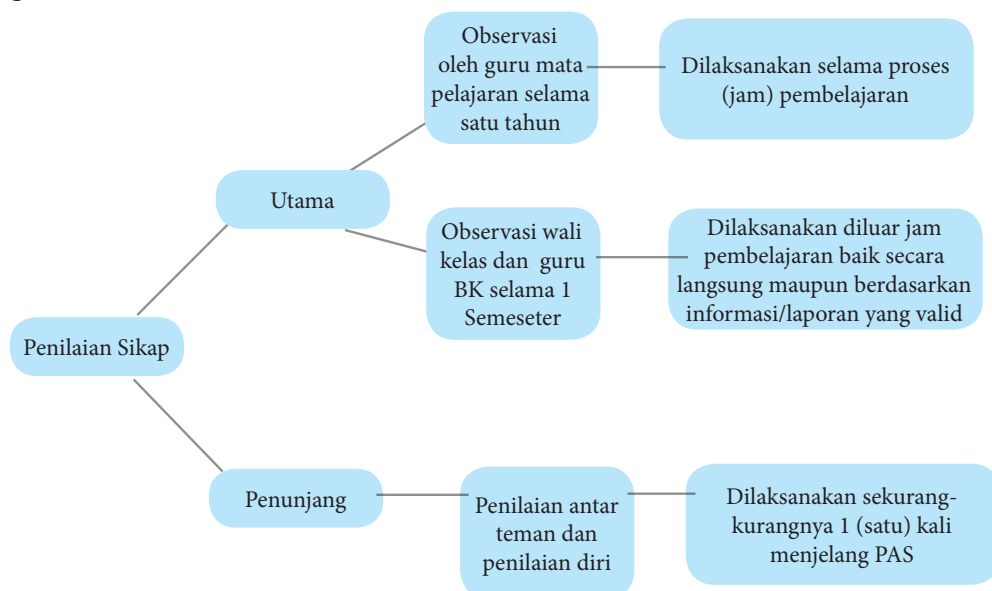 Observasi
oleh guru mata
pelajaran selama
satu tahun
Dilaksanakan selama proses
(jam) pembelajaran
Utama
Observasi wali
kelas dan guru
BK selama 1
Semeseter
Dilaksanakan diluar jam
pembelajaran baik secara
langsung maupun berdasarkan
informasi/laporan yang valid
Penilaian Sikap
Penunjang
Penilaian antar
teman dan
penilaian diri
Dilaksanakan sekurang-
kurangnya 1 (satu) kali
menjelang PAS